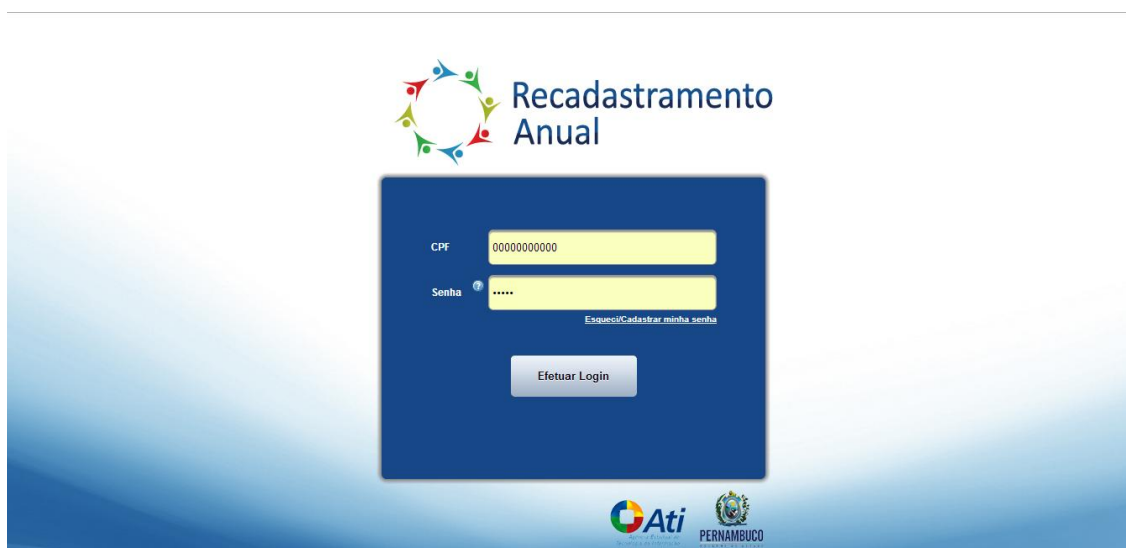 Recadastramento
Anual
CPF
00000000000
Senha
?
•••••
Esqueci/Cadastrar minha senha
Efetuar Login
Ati
PERNAMBUCO